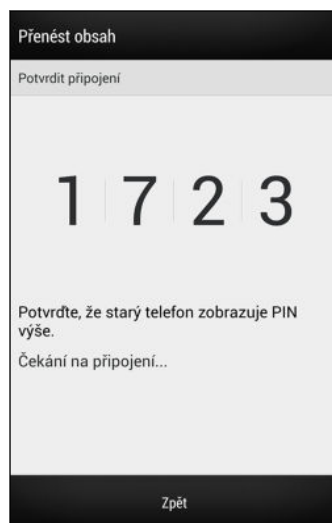 Přenést obsah
Potvrdit připojení
1 7 2 3
Potvrďte, že starý telefon zobrazuje PIN
výše.
Čekání na připojení...
Zpět